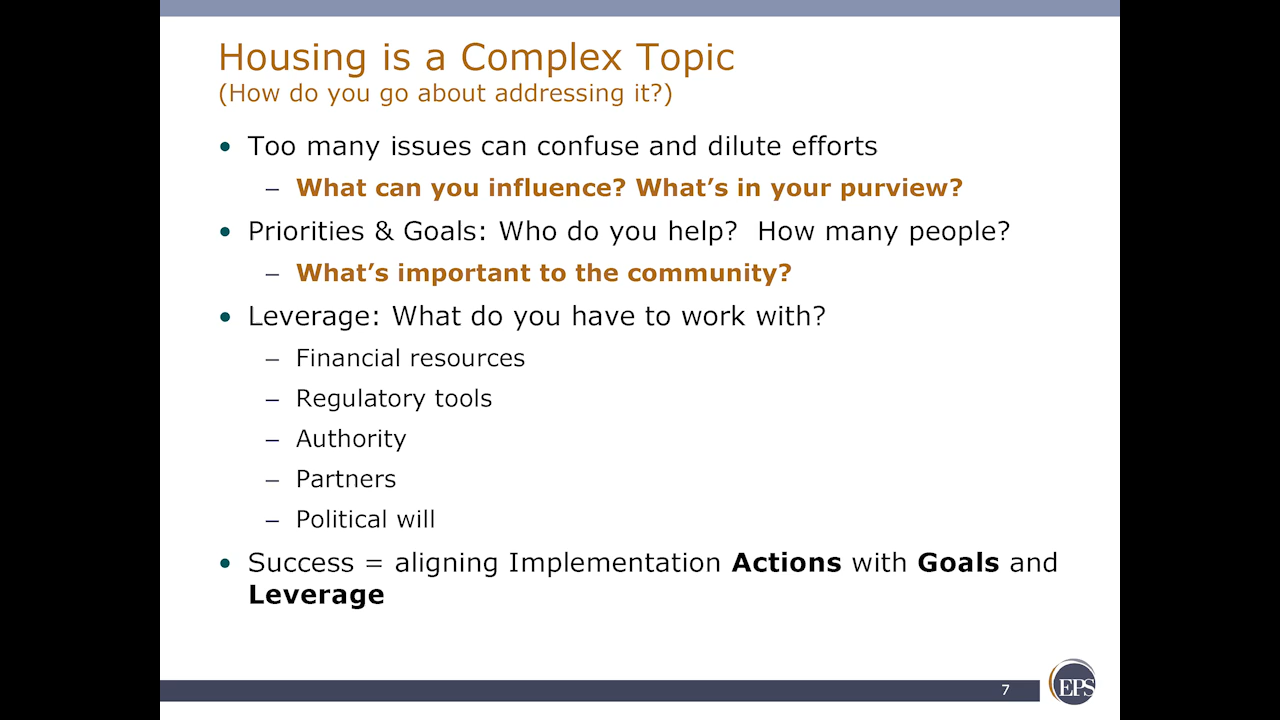 Housing is a Complex Topic
(How do you go about addressing it?)
• Too many issues can confuse and dilute efforts
– What can you influence? What's in your purview?
• Priorities & Goals: Who do you help?  How many people?
– What's important to the community?
• Leverage: What do you have to work with?
– Financial resources
– Regulatory tools
– Authority
– Partners
– Political will
• Success = aligning Implementation Actions with Goals and
Leverage
7
EPS